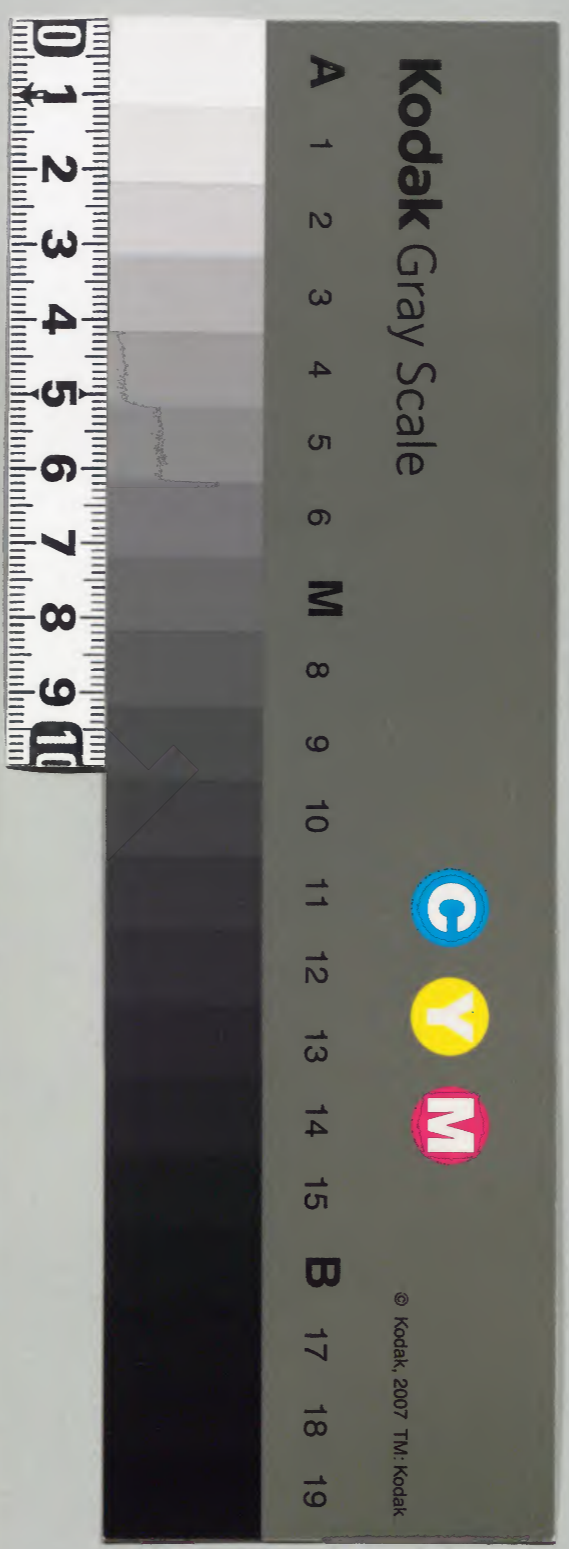 Kodak Gray Scale
C Y M
© Kodak, 2007 TM: Kodak
A 1 2 3 4 5 6 M 8 9 10 11 12 13 14 15 B 17 18 19
0 1 2 3 4 5 6 7 8 9 10